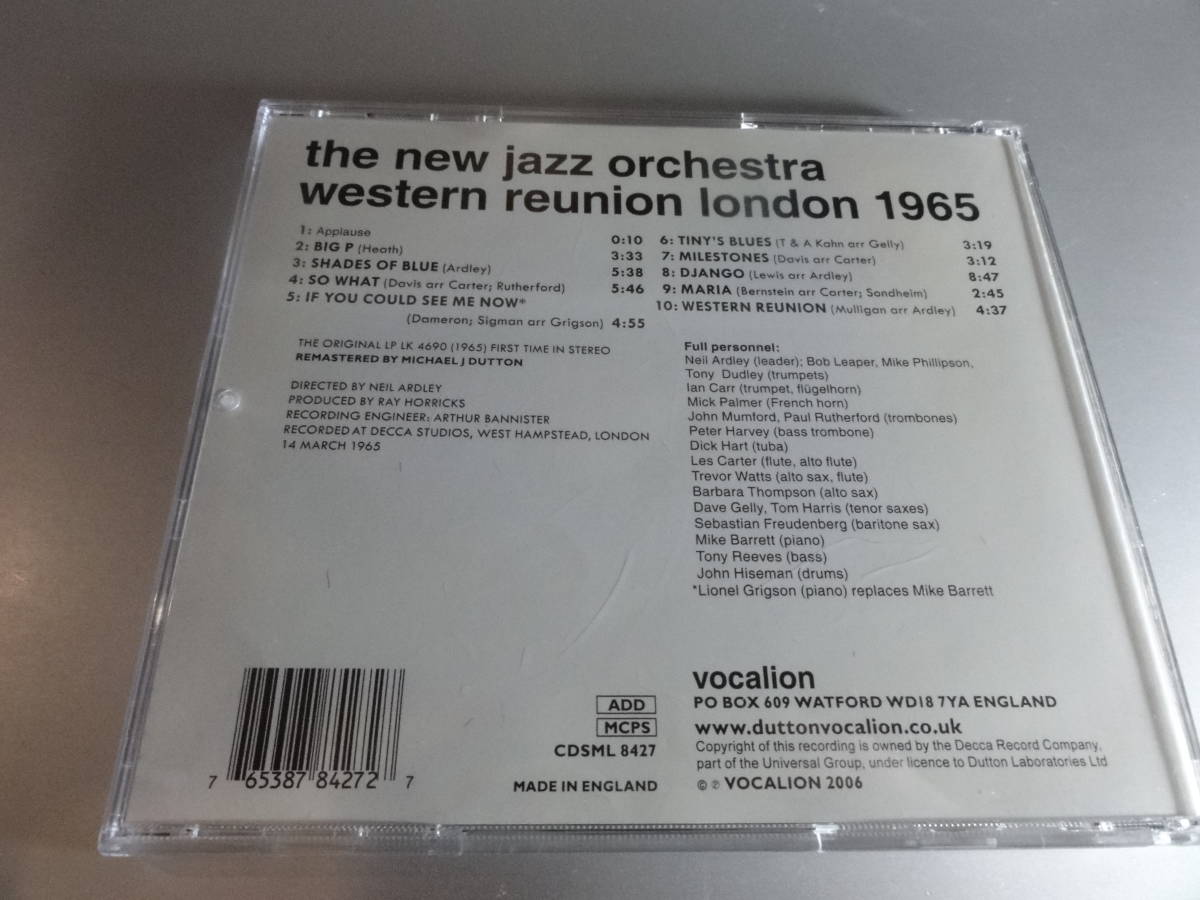 the new jazz orchestra
western reunion london 1965
1: Applause 0:10
2: BIG P (Heath) 3:33
3: SHADES OF BLUE (Ardley) 5:38
4: SO WHAT (Davis arr Carter; Rutherford) 5:46
5: IF YOU COULD SEE ME NOW*
(Dameron; Sigman arr Grigson) 4:55
6: TINY'S BLUES (T & A Kahn arr Gelly) 3:19
7: MILESTONES (Davis arr Carter) 3:12
8: DJANGO (Lewis arr Ardley) 8:47
9: MARIA (Bernstein arr Carter; Sondheim) 2:45
10: WESTERN REUNION (Mulligan arr Ardley) 4:37
THE ORIGINAL LP LK 4690 (1965) FIRST TIME IN STEREO
REMASTERED BY MICHAEL J DUTTON
DIRECTED BY NEIL ARDLEY
PRODUCED BY RAY HORRICKS
RECORDING ENGINEER: ARTHUR BANNISTER
RECORDED AT DECCA STUDIOS, WEST HAMPSTEAD, LONDON
14 MARCH 1965
Full personnel:
Neil Ardley (leader); Bob Leaper, Mike Phillipson,
Tony Dudley (trumpets)
Ian Carr (trumpet, flügelhorn)
Mick Palmer (French horn)
John Mumford, Paul Rutherford (trombones)
Peter Harvey (bass trombone)
Dick Hart (tuba)
Les Carter (flute, alto flute)
Trevor Watts (alto sax, flute)
Barbara Thompson (alto sax)
Dave Gelly, Tom Harris (tenor saxes)
Sebastian Freudenberg (baritone sax)
Mike Barrett (piano)
Tony Reeves (bass)
John Hiseman (drums)
*Lionel Grigson (piano) replaces Mike Barrett
7 65387 84272 7
ADD
MCPS
CDSML 8427
MADE IN ENGLAND
vocalion
PO BOX 609 WATFORD WD18 7YA ENGLAND
www.duttonvocalion.co.uk
Copyright of this recording is owned by the Decca Record Company,
part of the Universal Group, under licence to Dutton Laboratories Ltd
© ℗ VOCALION 2006